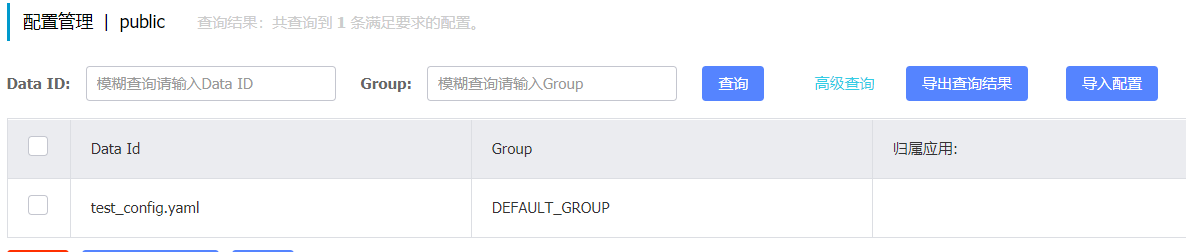 配置管理 | public 查询结果：共查询到 1 条满足要求的配置。
Data ID: 模糊查询请输入Data ID Group: 模糊查询请输入Group 查询 高级查询 导出查询结果 导入配置
Data Id Group 归属应用:
test_config.yaml DEFAULT_GROUP